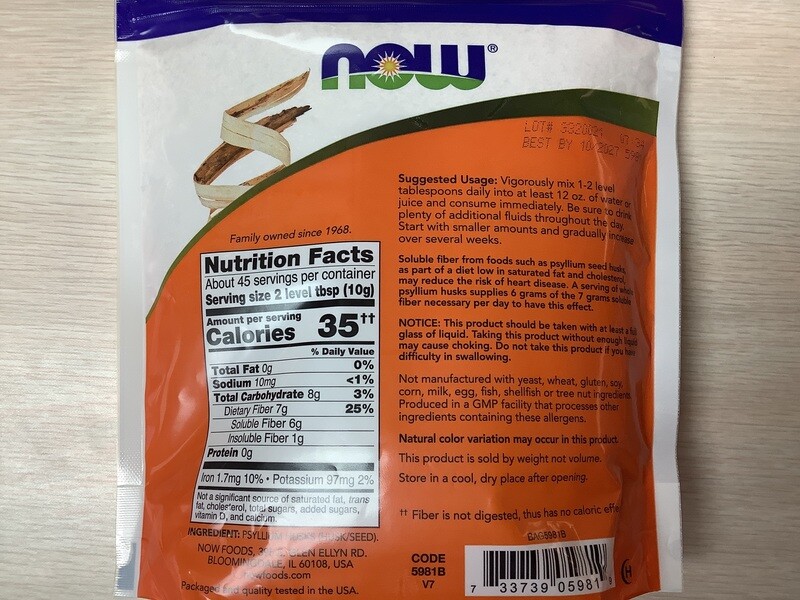 NOW®
LOT# 3320021
BEST BY 10/2027
Suggested Usage: Vigorously mix 1-2 level
tablespoons daily into at least 12 oz. of water or
juice and consume immediately. Be sure to drink
plenty of additional fluids throughout the day.
Start with smaller amounts and gradually increase
over several weeks.
Soluble fiber from foods such as psyllium seed husks,
as part of a diet low in saturated fat and cholesterol,
may reduce the risk of heart disease. A serving of whole
psyllium husks supplies 6 grams of the 7 grams soluble
fiber necessary per day to have this effect.
NOTICE: This product should be taken with at least a full
glass of liquid. Taking this product without enough liquid
may cause choking. Do not take this product if you have
difficulty in swallowing.
Not manufactured with yeast, wheat, gluten, soy,
corn, milk, egg, fish, shellfish or tree nut ingredients.
Produced in a GMP facility that processes other
ingredients containing these allergens.
Natural color variation may occur in this product.
This product is sold by weight not volume.
Store in a cool, dry place after opening.
†† Fiber is not digested, thus has no caloric
Family owned since 1968.
Nutrition Facts
About 45 servings per container
Serving size 2 level tbsp (10g)
Amount per serving
Calories 35††
% Daily Value
Total Fat 0g 0%
Sodium 10mg <1%
Total Carbohydrate 8g 3%
Dietary Fiber 7g 25%
Soluble Fiber 6g
Insoluble Fiber 1g
Protein 0g
Iron 1.7mg 10% • Potassium 97mg 2%
Not a significant source of saturated fat, trans
fat, cholesterol, total sugars, added sugars,
vitamin D, and calcium.
INGREDIENT: PSYLLIUM HUSKS (HUSK/SEED).
NOW FOODS, GLEN ELLYN RD.
BLOOMINGDALE, IL 60108, USA
nowfoods.com
Packaged and quality tested in the USA.
CODE
5981B
V7
BAG5981B
7 33739 05981 9
H